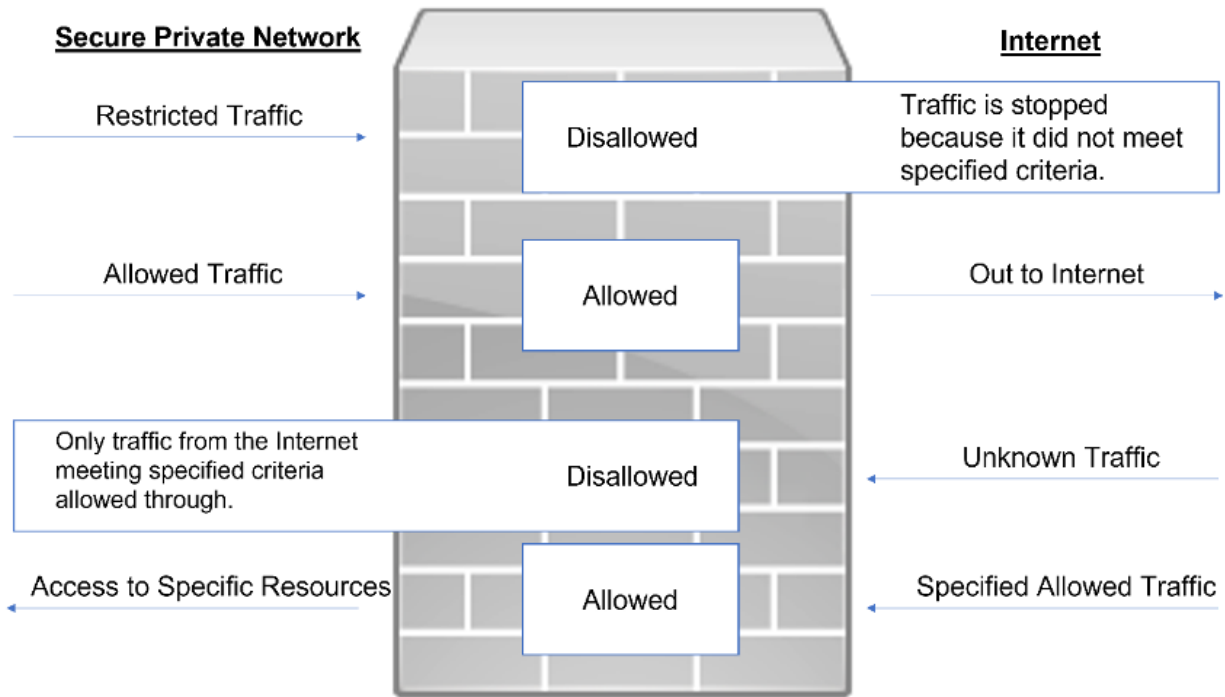 Secure Private Network
Internet
Restricted Traffic
Disallowed
Traffic is stopped
because it did not meet
specified criteria.
Allowed Traffic
Allowed
Out to Internet
Only traffic from the Internet
meeting specified criteria
allowed through.
Disallowed
Unknown Traffic
Access to Specific Resources
Allowed
Specified Allowed Traffic